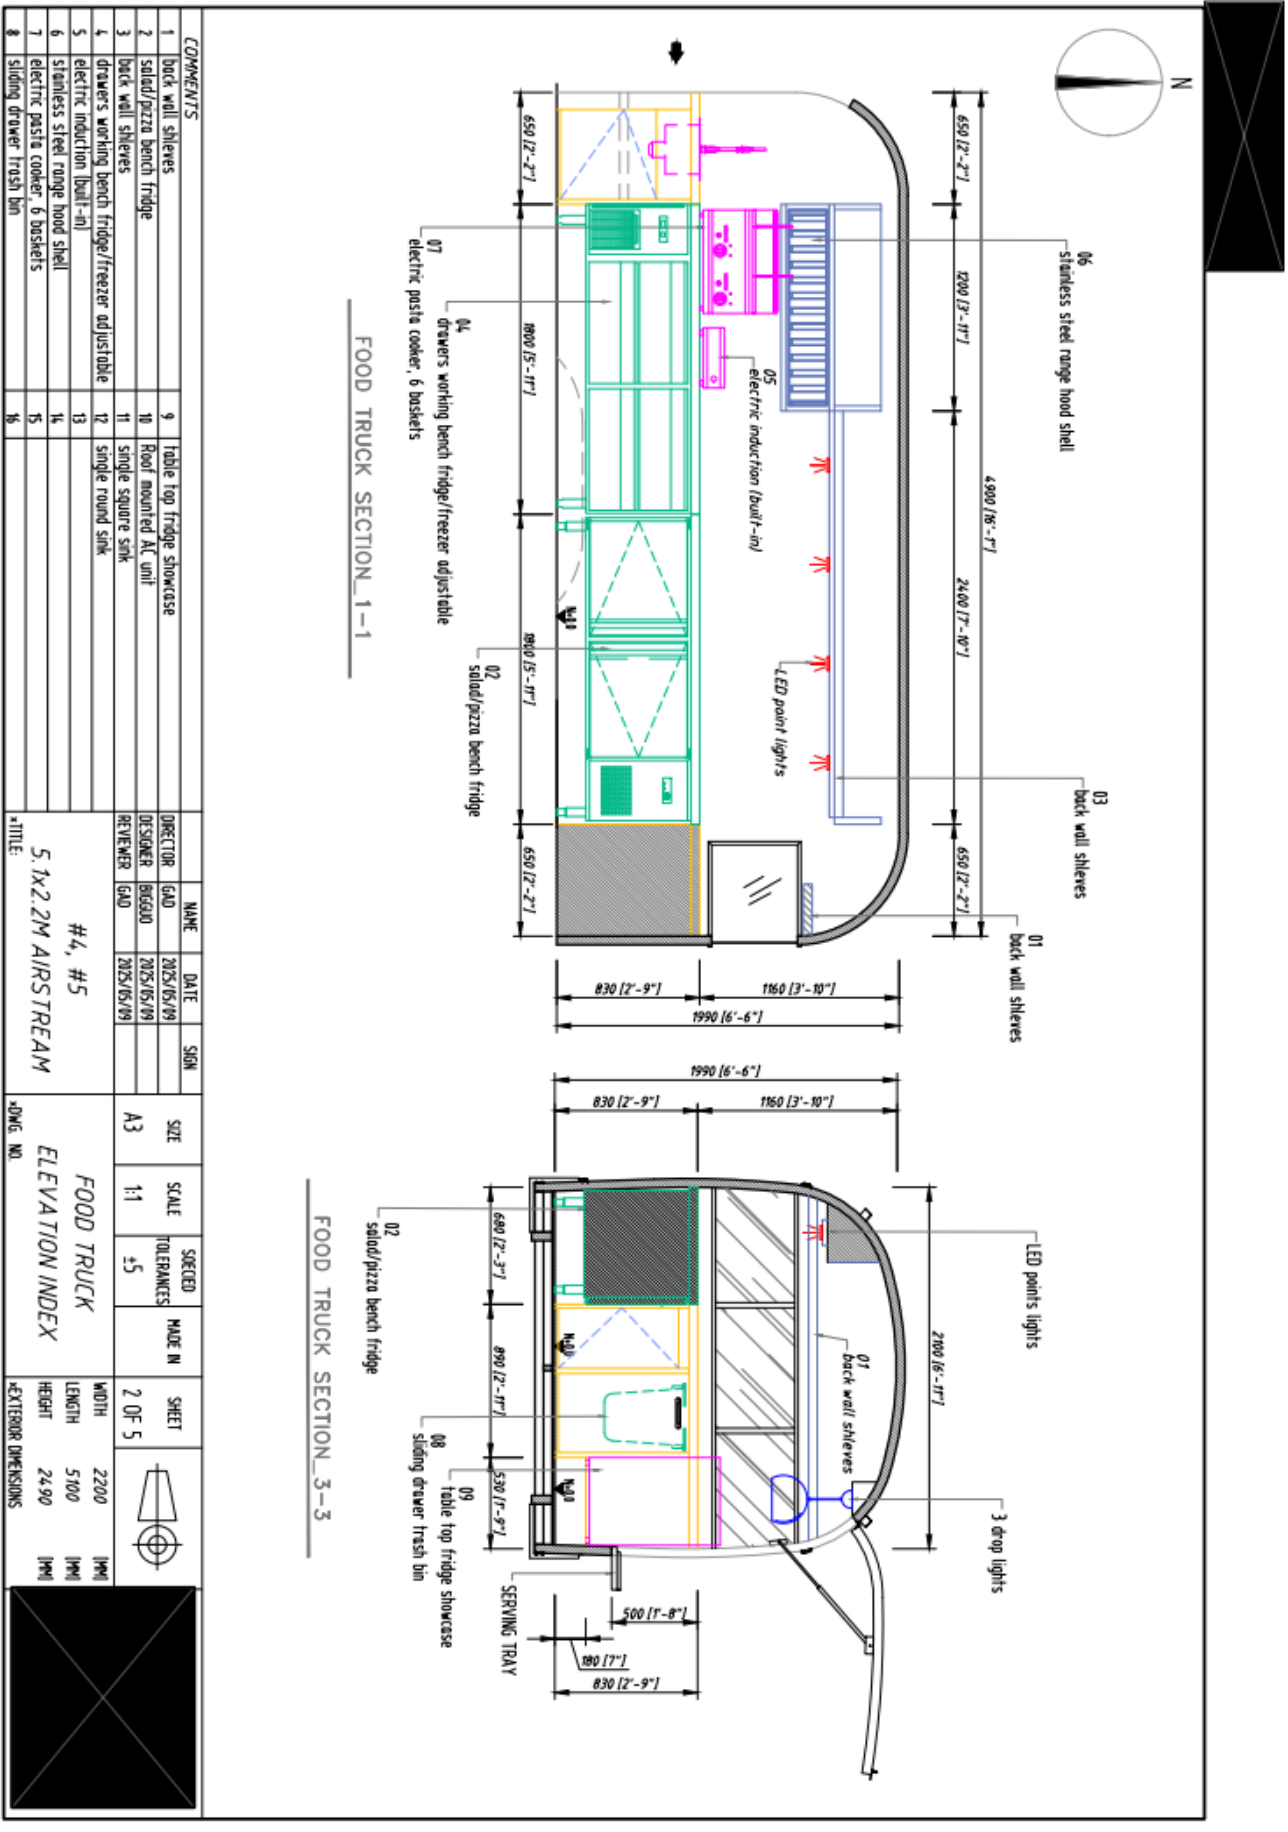 N
06
stainless steel range hood shell
03
back wall shleves
01
back wall shleves
4900 [16'-1"]
650 [2'-2"]
1200 [3'-11"]
2400 [7'-10"]
650 [2'-2"]
05
electric induction (built-in)
LED point lights
N±0.0
650 [2'-2"]
1800 [5'-11"]
1800 [5'-11"]
650 [2'-2"]
07
electric pasta cooker, 6 baskets
04
drawers working bench fridge/freezer adjustable
02
salad/pizza bench fridge
830 [2'-9"]
1160 [3'-10"]
1990 [6'-6"]
FOOD TRUCK SECTION_1-1
LED points lights
3 drop lights
2100 [6'-11"]
01
back wall shleves
1990 [6'-6"]
830 [2'-9"]
1160 [3'-10"]
N±0.0
N±0.0
680 [2'-3"]
890 [2'-11"]
530 [1'-9"]
500 [1'-8"]
180 [7"]
830 [2'-9"]
SERVING TRAY
02
salad/pizza bench fridge
08
sliding drawer trash bin
09
table top fridge showcase
FOOD TRUCK SECTION_3-3
COMMENTS
1 back wall shleves
2 salad/pizza bench fridge
3 back wall shleves
4 drawers working bench fridge/freezer adjustable
5 electric induction (built-in)
6 stainless steel range hood shell
7 electric pasta cooker, 6 baskets
8 sliding drawer trash bin
9 table top fridge showcase
10 Roof mounted AC unit
11 single square sink
12 single round sink
13
14
15
16
NAME DATE SIGN
DIRECTOR GAO 2025/05/09
DESIGNER BIGGUO 2025/05/09
REVIEWER GAO 2025/05/09
#4, #5
5.1x2.2M AIRSTREAM
*TITLE:
SIZE SCALE SOECIED TOLERANCES MADE IN SHEET
A3 1:1 ±5 2 OF 5
FOOD TRUCK
ELEVATION INDEX
*DWG. NO.
WIDTH 2200 [MM]
LENGTH 5100 [MM]
HEIGHT 2490 [MM]
*EXTERIOR DIMENSIONS